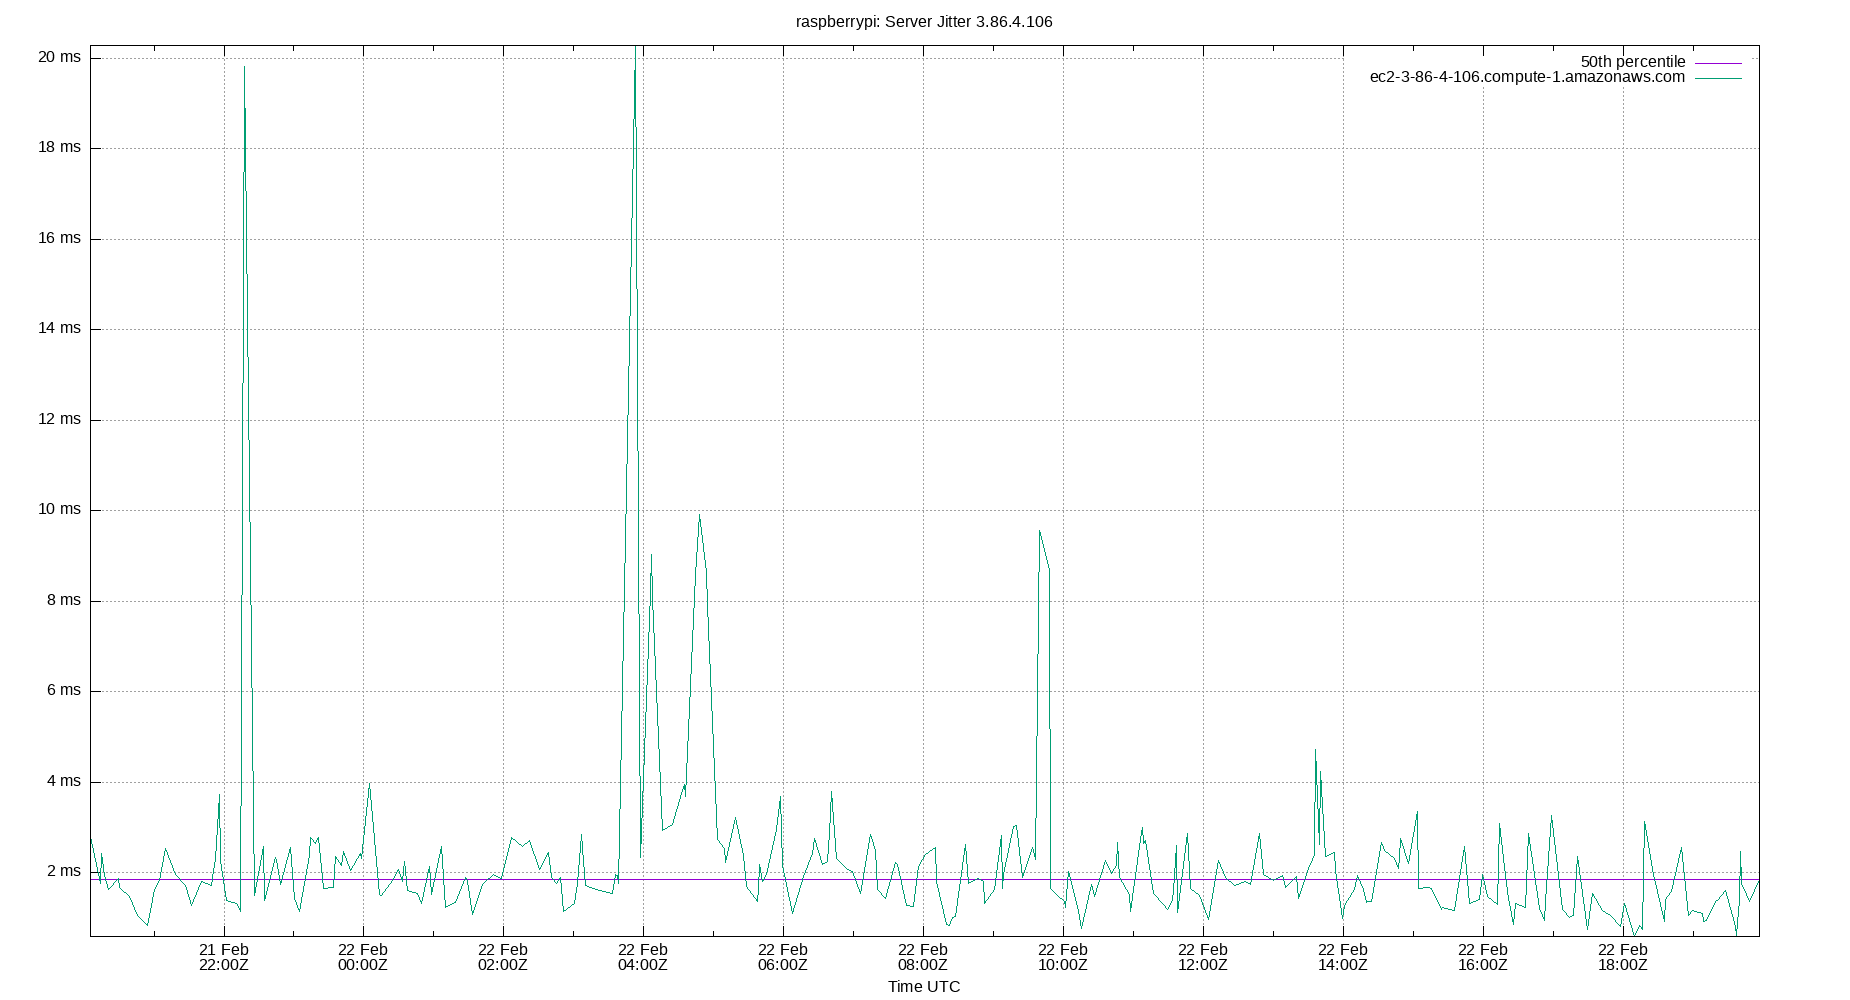 raspberrypi: Server Jitter 3.86.4.106
20 ms
18 ms
16 ms
14 ms
12 ms
10 ms
8 ms
6 ms
4 ms
2 ms
50th percentile
ec2-3-86-4-106.compute-1.amazonaws.com
21 Feb 22 Feb 22 Feb 22 Feb 22 Feb 22 Feb 22 Feb 22 Feb 22 Feb 22 Feb 22 Feb
22:00Z 00:00Z 02:00Z 04:00Z 06:00Z 08:00Z 10:00Z 12:00Z 14:00Z 16:00Z 18:00Z
Time UTC